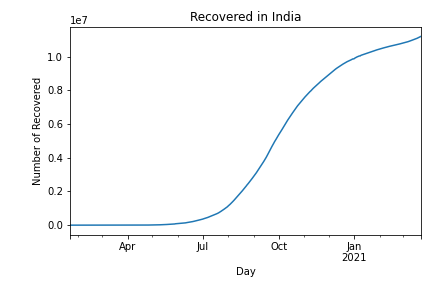 Recovered in India
1e7
1.0
0.8
0.6
0.4
0.2
0.0
Number of Recovered
Apr Jul Oct Jan
2021
Day